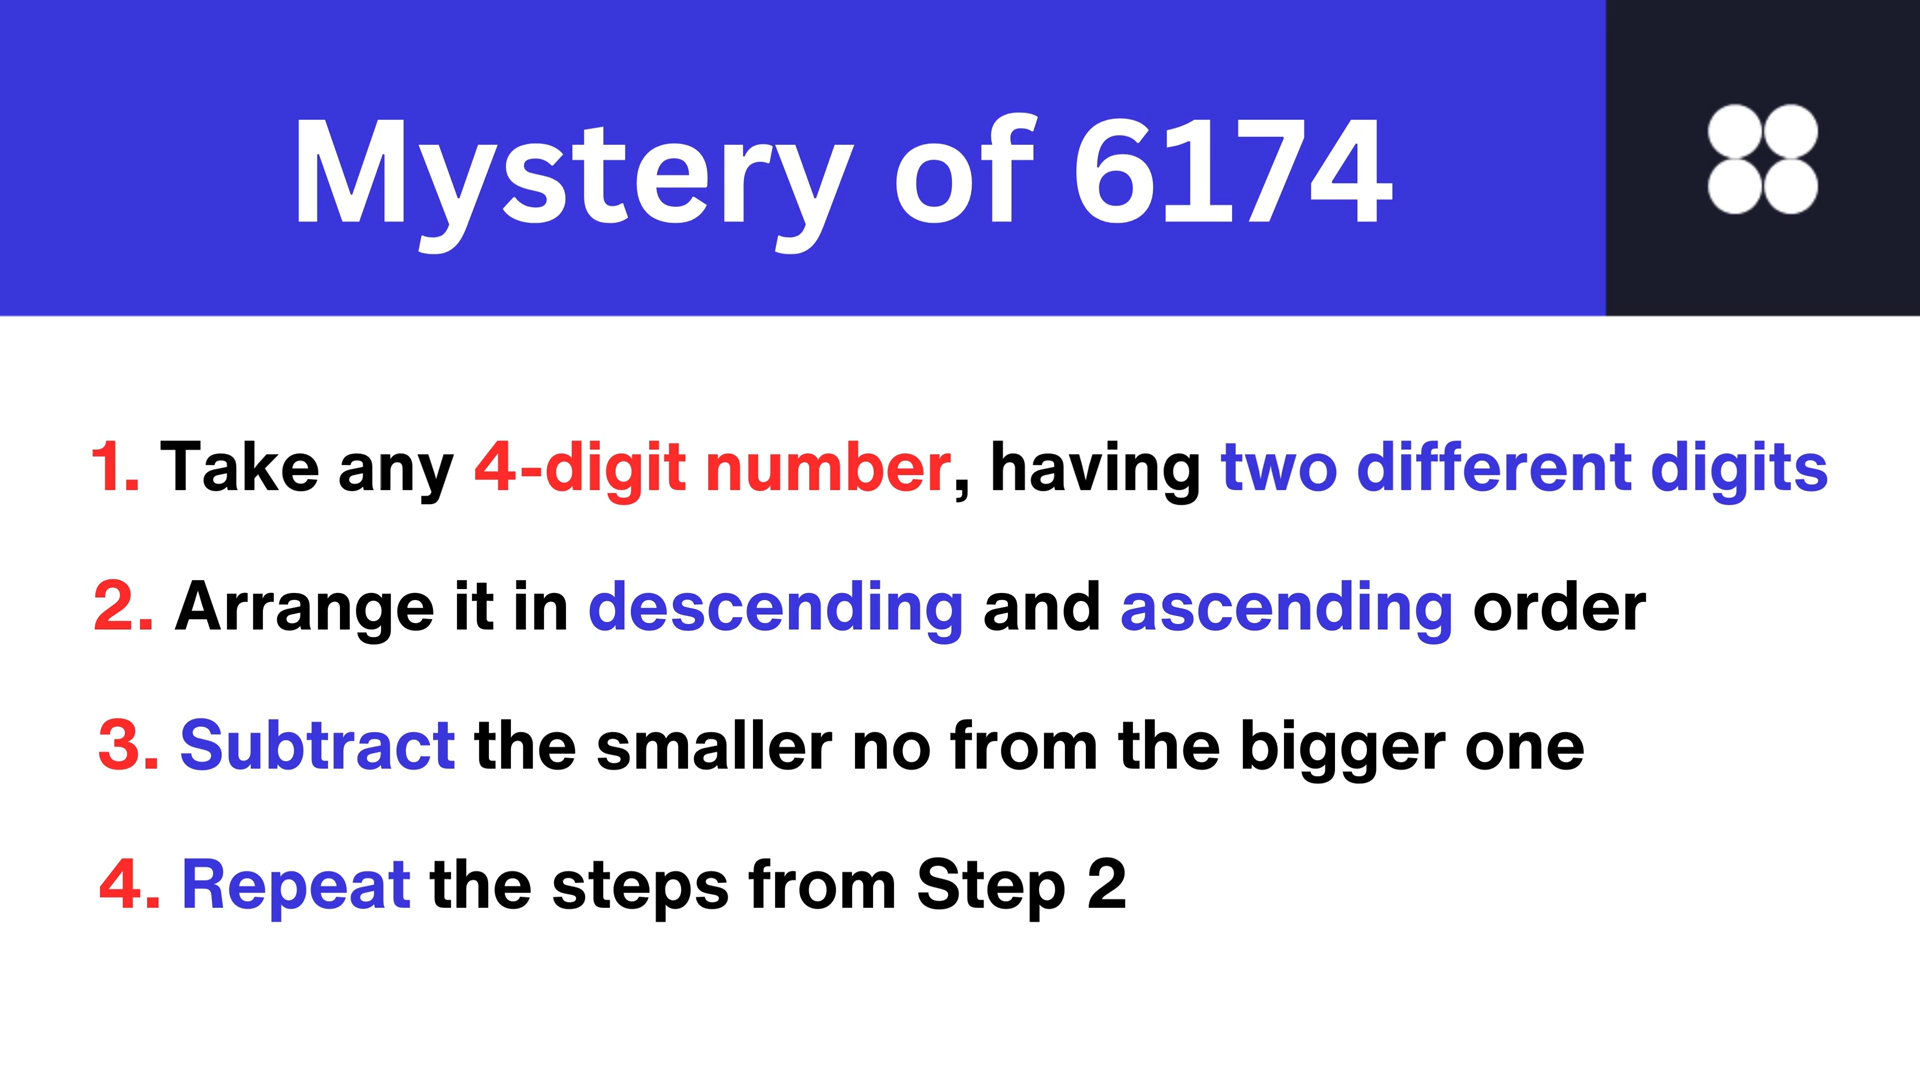 Mystery of 6174
1. Take any 4-digit number, having two different digits
2. Arrange it in descending and ascending order
3. Subtract the smaller no from the bigger one
4. Repeat the steps from Step 2